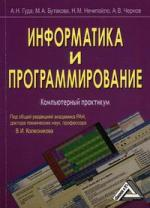 А.Н. Гуда, М.А. Бутакова, Н.М. Нечитайло, А.В. Чернов
ИНФОРМАТИКА
И
ПРОГРАММИРОВАНИЕ
Компьютерный практикум
Под общей редакцией академика РАН,
доктора технических наук, профессора
В.И. Колесникова